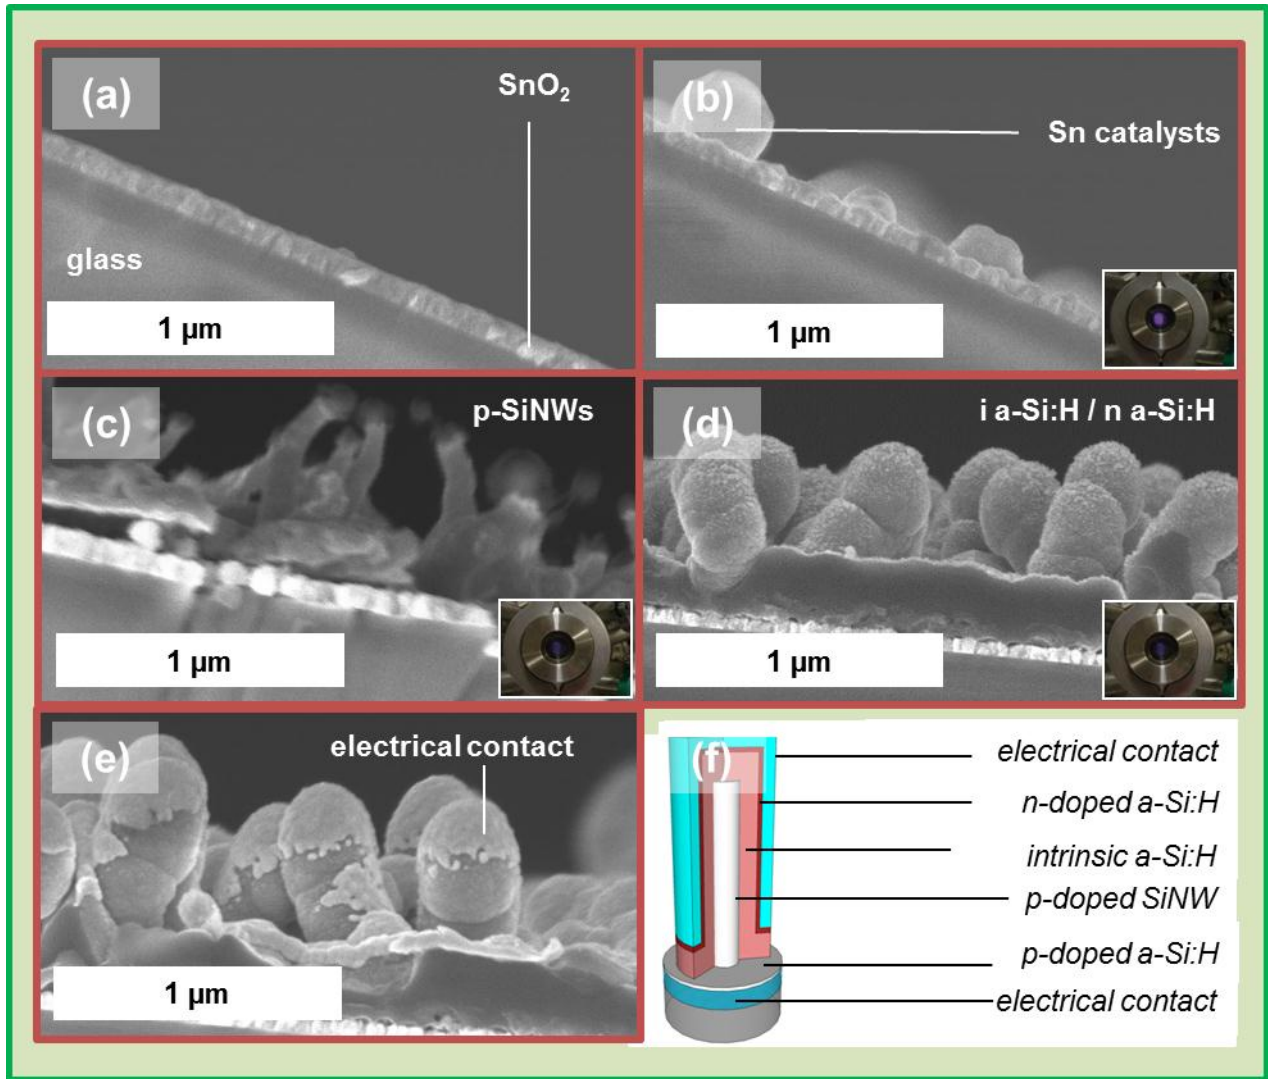 (a)
SnO₂
glass
1 µm
(b)
Sn catalysts
1 µm
(c)
p-SiNWs
1 µm
(d)
i a-Si:H / n a-Si:H
1 µm
(e)
electrical contact
1 µm
(f)
electrical contact
n-doped a-Si:H
intrinsic a-Si:H
p-doped SiNW
p-doped a-Si:H
electrical contact